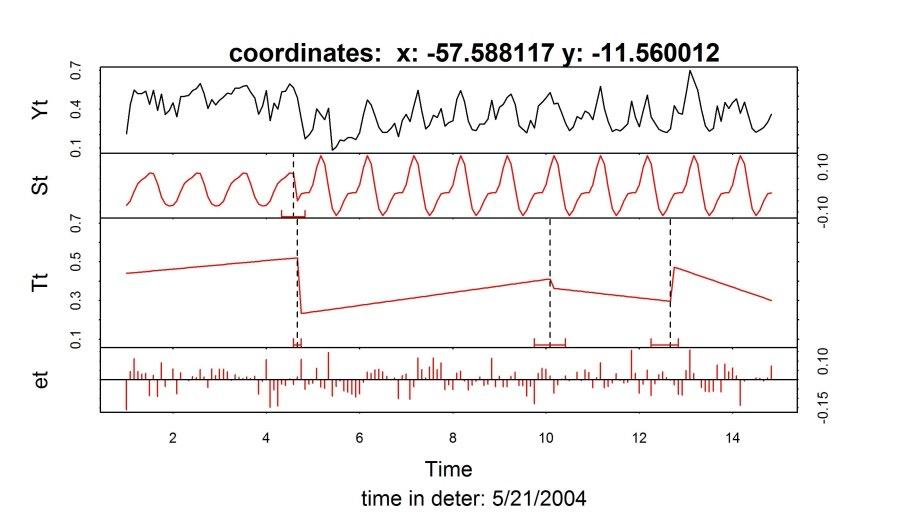 coordinates:  x: -57.588117 y: -11.560012
Yt
0.7
0.4
0.1
St
0.10
-0.10
Tt
0.7
0.5
0.3
0.1
et
0.10
-0.15
2 4 6 8 10 12 14
Time
time in deter: 5/21/2004